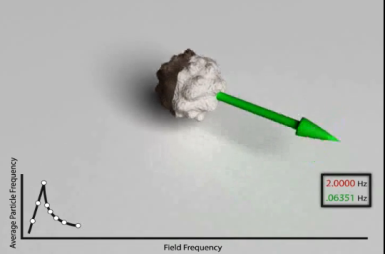 2.0000 Hz
.06351 Hz
Average Particle Frequency
Field Frequency